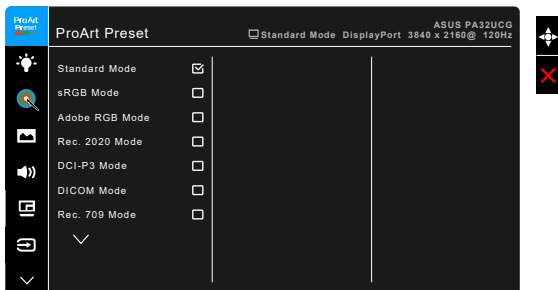 ProArt
Preset
ProArt Preset
ASUS PA32UCG
Standard Mode DisplayPort 3840 x 2160@ 120Hz
Standard Mode
sRGB Mode
Adobe RGB Mode
Rec. 2020 Mode
DCI-P3 Mode
DICOM Mode
Rec. 709 Mode